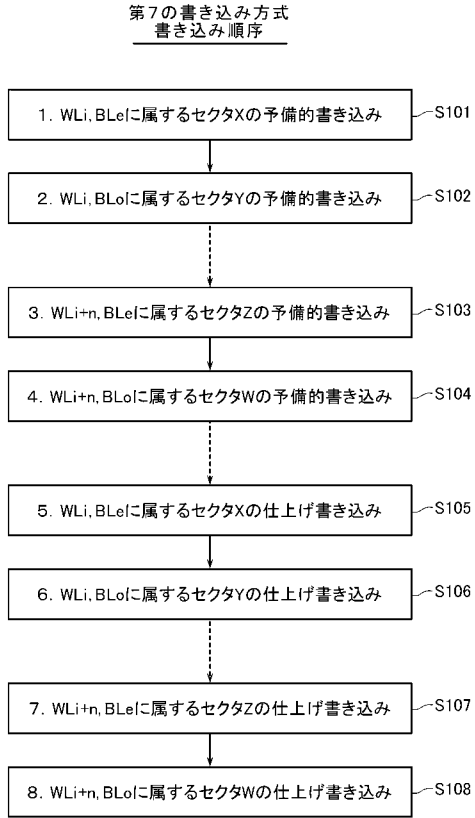 第7の書き込み方式
書き込み順序
1. WLi,BLeに属するセクタXの予備的書き込み S101
2. WLi,BLoに属するセクタYの予備的書き込み S102
3. WLi+n,BLeに属するセクタZの予備的書き込み S103
4. WLi+n,BLoに属するセクタWの予備的書き込み S104
5. WLi,BLeに属するセクタXの仕上げ書き込み S105
6. WLi,BLoに属するセクタYの仕上げ書き込み S106
7. WLi+n,BLeに属するセクタZの仕上げ書き込み S107
8. WLi+n,BLoに属するセクタWの仕上げ書き込み S108